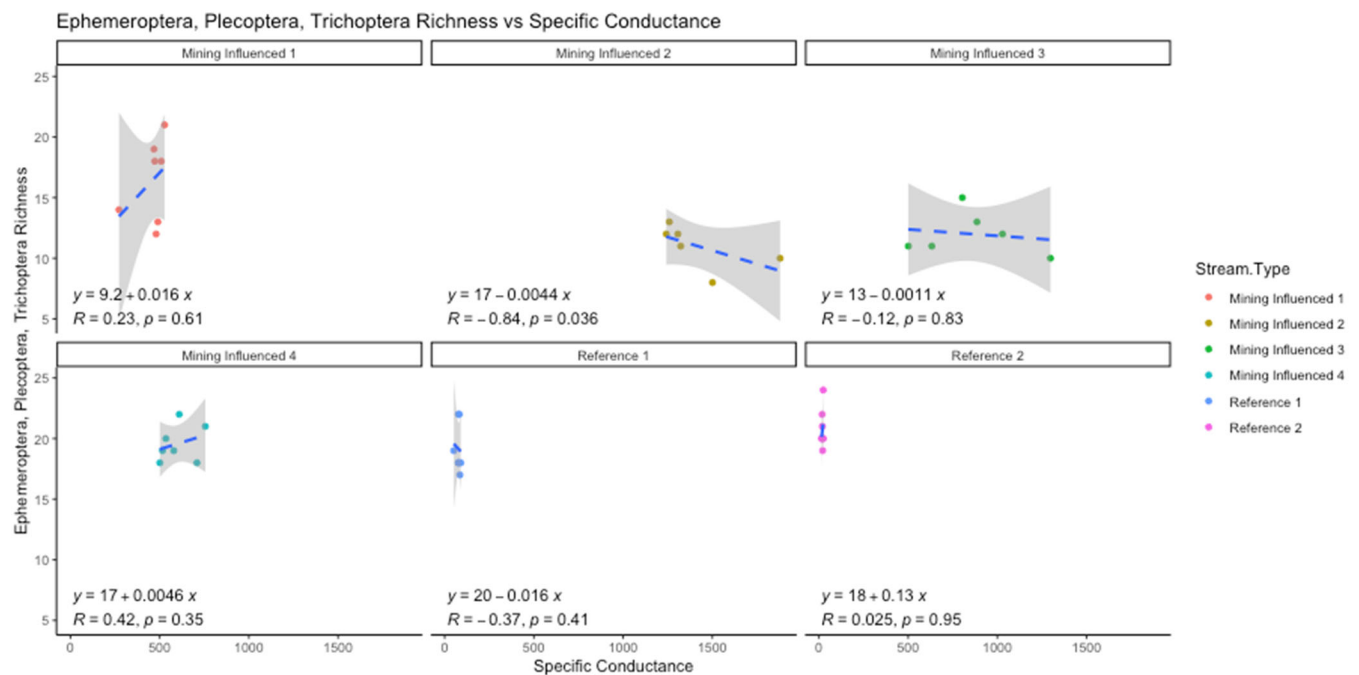 Ephemeroptera, Plecoptera, Trichoptera Richness vs Specific Conductance
Mining Influenced 1
Mining Influenced 2
Mining Influenced 3
Ephemeroptera, Plecoptera, Trichoptera Richness
25
20
15
10
5
y = 9.2 + 0.016 x
R = 0.23, p = 0.61
y = 17 − 0.0044 x
R = − 0.84, p = 0.036
y = 13 − 0.0011 x
R = − 0.12, p = 0.83
Mining Influenced 4
Reference 1
Reference 2
25
20
15
10
5
y = 17 + 0.0046 x
R = 0.42, p = 0.35
y = 20 − 0.016 x
R = − 0.37, p = 0.41
y = 18 + 0.13 x
R = 0.025, p = 0.95
0 500 1000 1500
0 500 1000 1500
0 500 1000 1500
Specific Conductance
Stream.Type
Mining Influenced 1
Mining Influenced 2
Mining Influenced 3
Mining Influenced 4
Reference 1
Reference 2